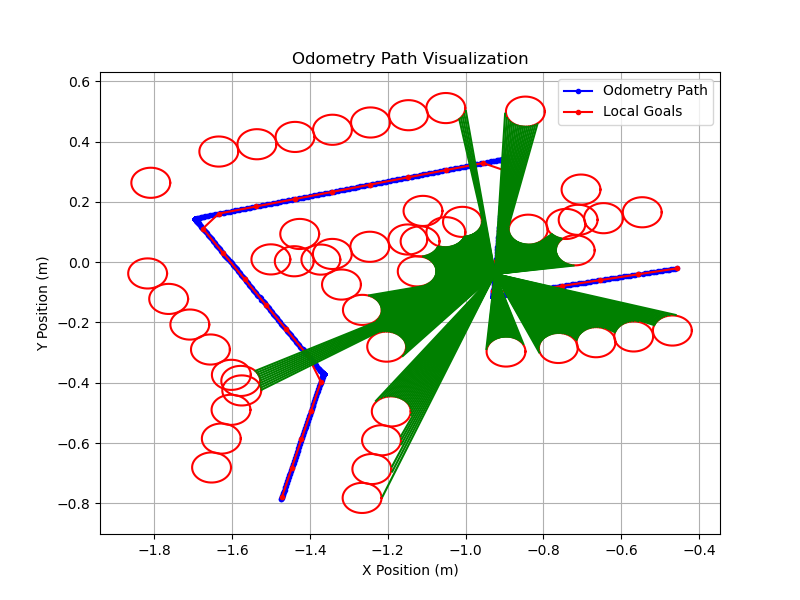 Odometry Path Visualization
Odometry Path
Local Goals
Y Position (m)
0.6
0.4
0.2
0.0
−0.2
−0.4
−0.6
−0.8
−1.8 −1.6 −1.4 −1.2 −1.0 −0.8 −0.6 −0.4
X Position (m)